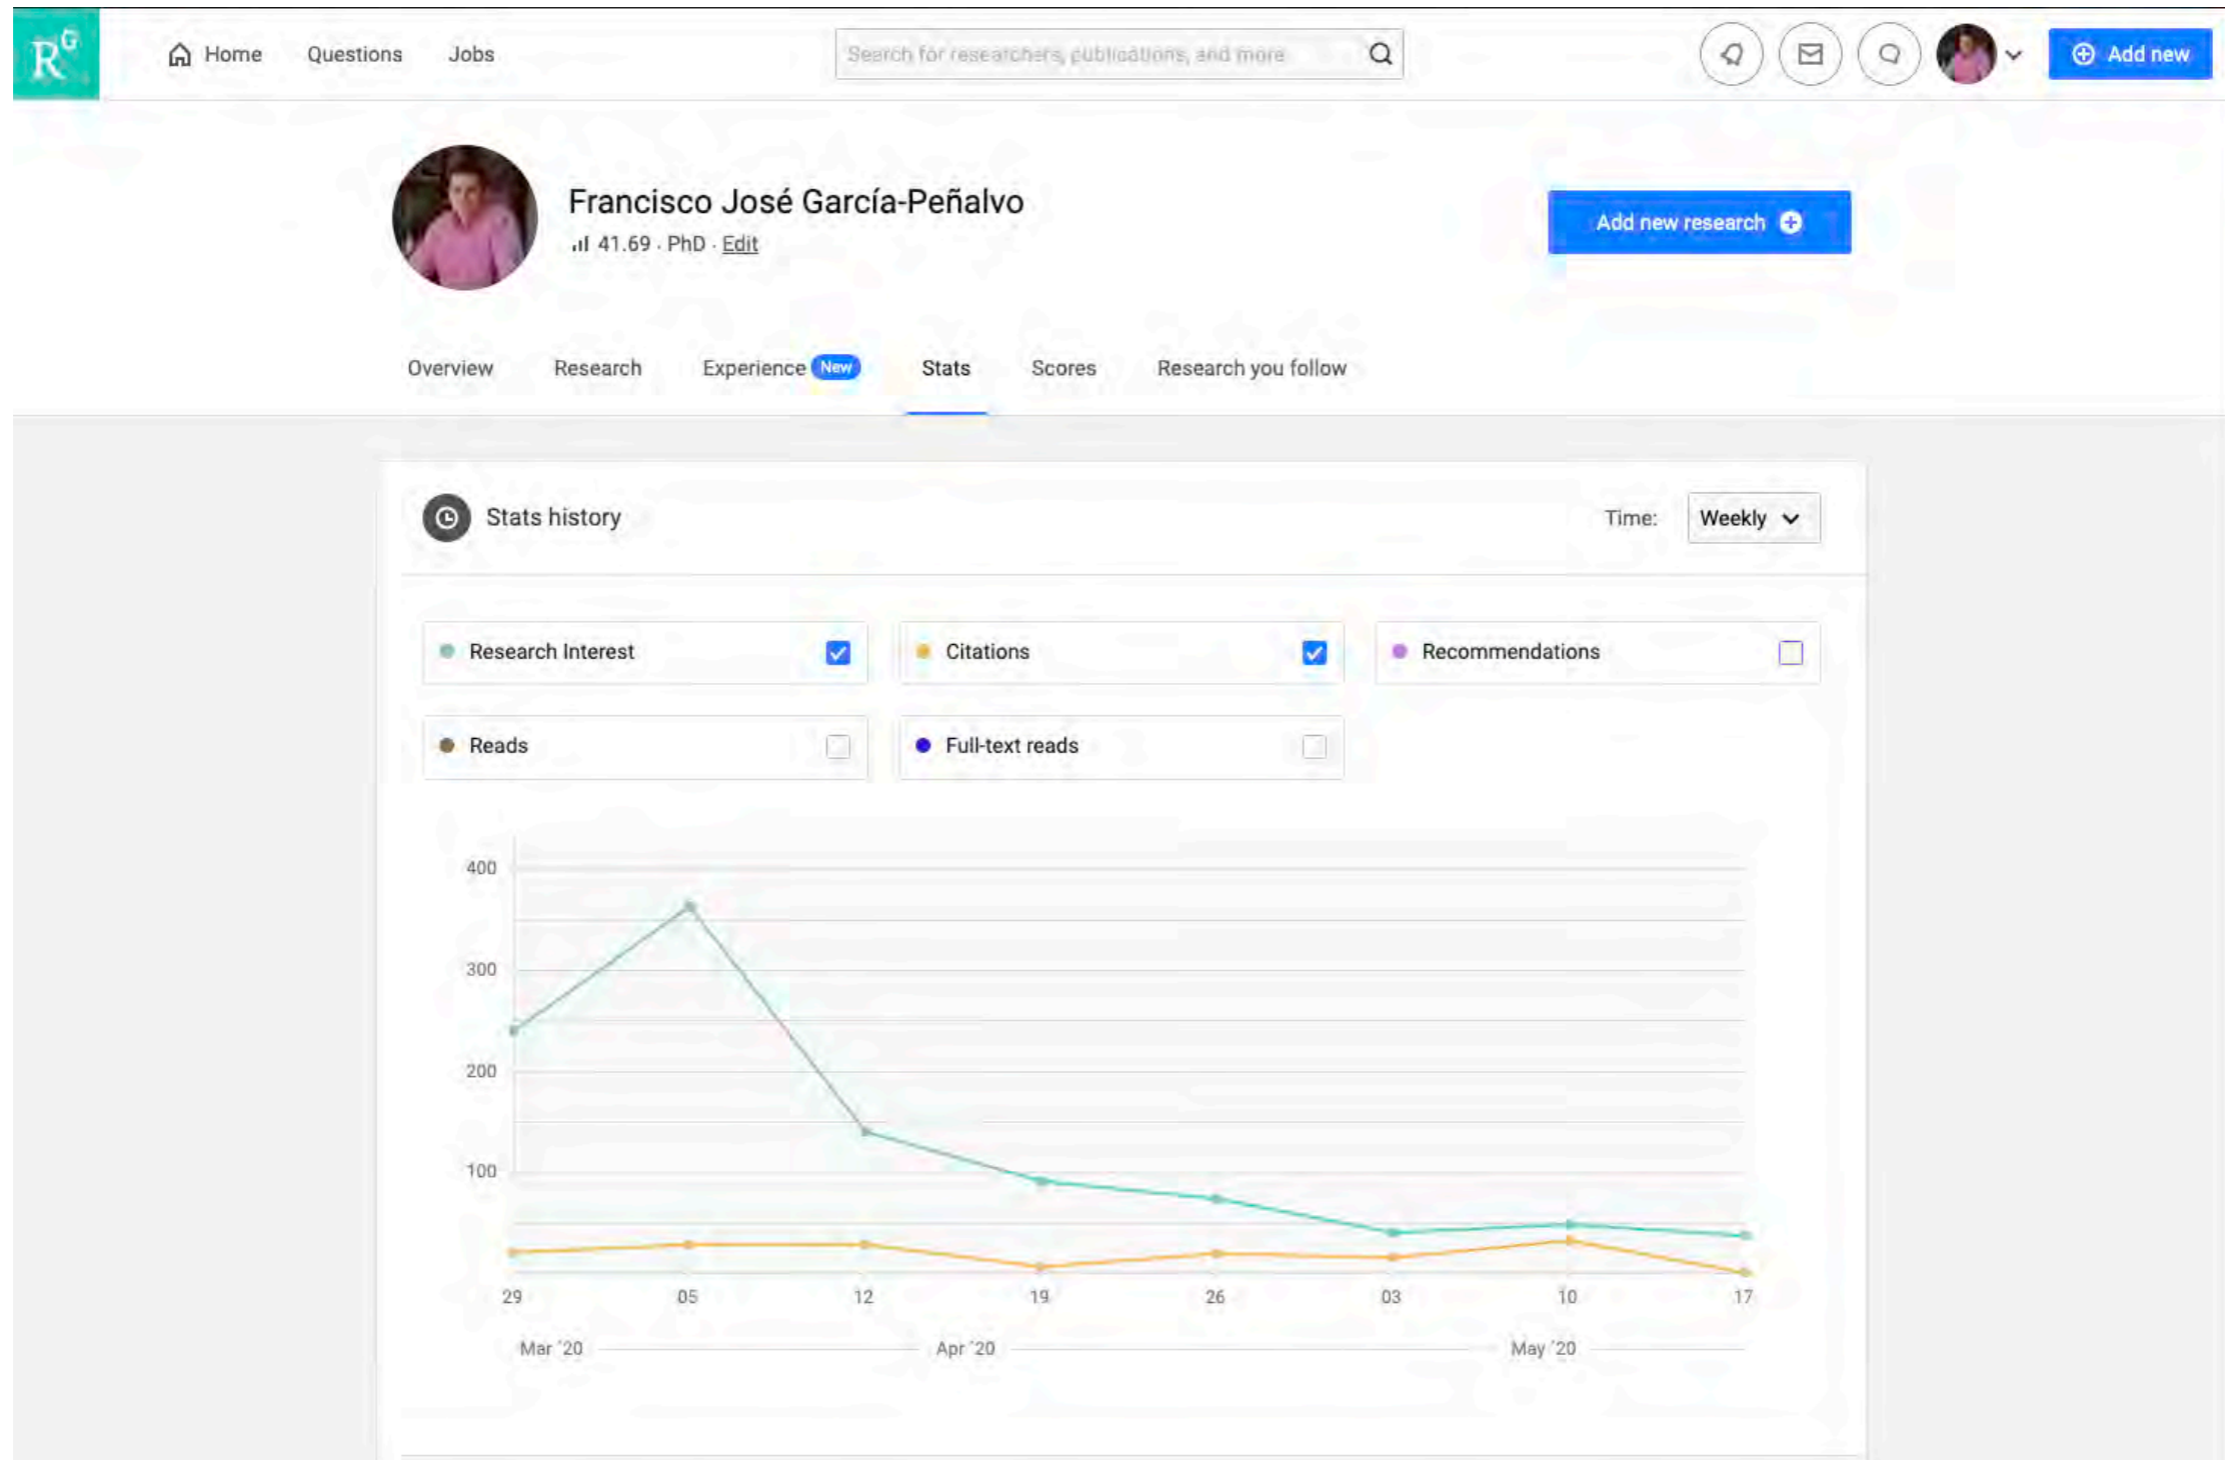 RG Home Questions Jobs Search for researchers, publications, and more Add new
Francisco José García-Peñalvo
41.69 · PhD · Edit
Add new research
Overview Research Experience New Stats Scores Research you follow
Stats history Time: Weekly
Research Interest Citations Recommendations
Reads Full-text reads
400
300
200
100
29 05 12 19 26 03 10 17
Mar '20 Apr '20 May '20